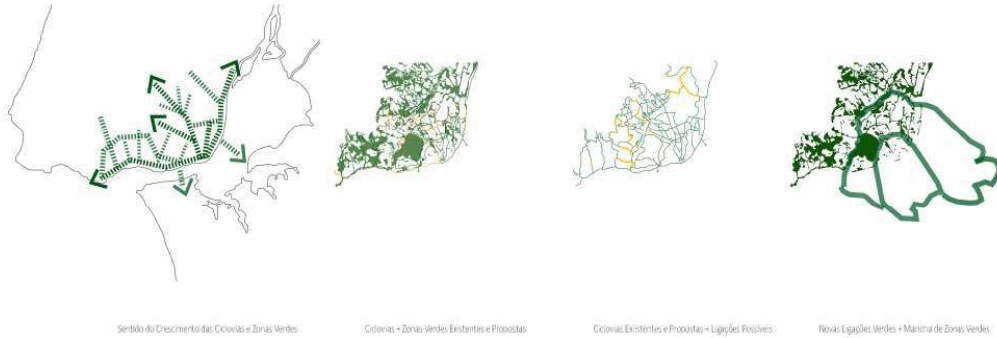 Sentido do Crescimento das Ciclovias e Zonas Verdes
Ciclovias + Zonas Verdes Existentes e Propostas
Ciclovias Existentes e Propostas + Ligações Possíveis
Novas Ligações Verdes + Mancha de Zonas Verdes